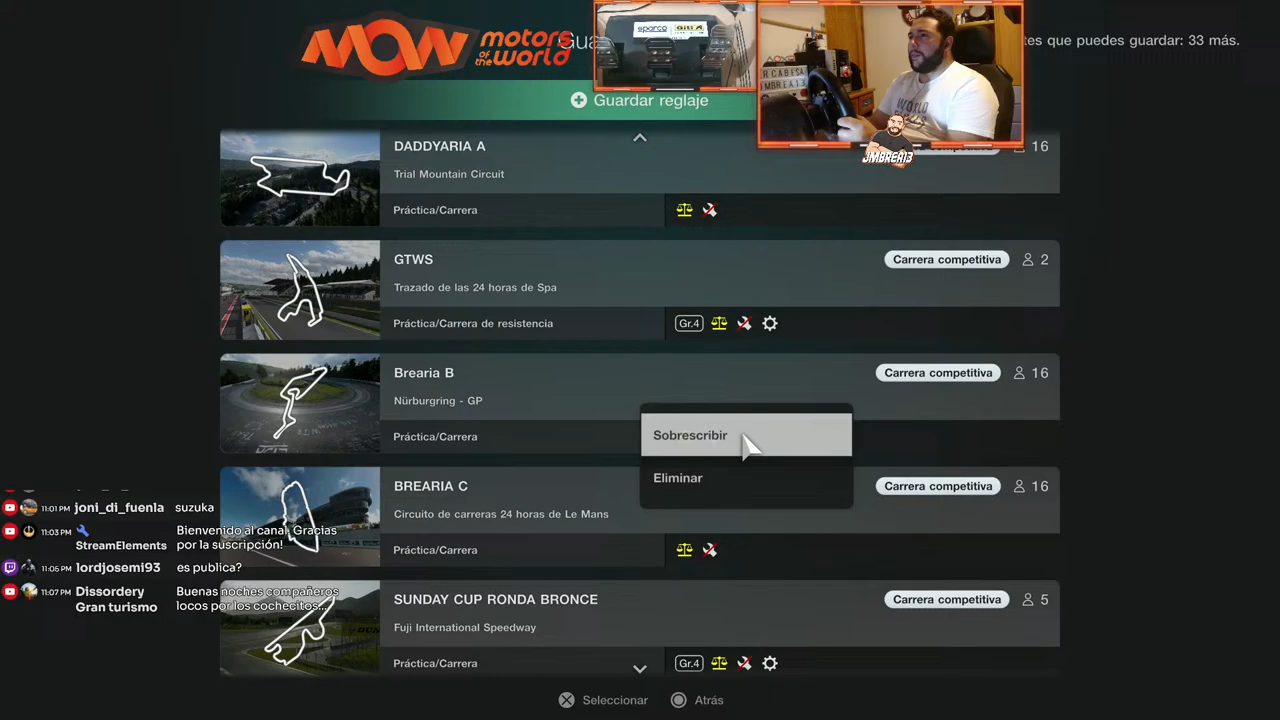 MOW motors
of the world
Gua
tes que puedes guardar: 33 más.
sparco
Guardar reglaje
JMBREA13
DADDYARIA A
16
Trial Mountain Circuit
Práctica/Carrera
GTWS
Carrera competitiva
2
Trazado de las 24 horas de Spa
Práctica/Carrera de resistencia
Gr.4
Brearia B
Carrera competitiva
16
Nürburgring - GP
Práctica/Carrera
Sobrescribir
Eliminar
BREARIA C
Carrera competitiva
16
Circuito de carreras 24 horas de Le Mans
Práctica/Carrera
SUNDAY CUP RONDA BRONCE
Carrera competitiva
5
Fuji International Speedway
Práctica/Carrera
Gr.4
11:01 PM joni_di_fuenla suzuka
11:03 PM StreamElements Bienvenido al canal. Gracias
por la suscripción!
11:05 PM lordjosemi93 es publica?
11:07 PM Dissordery Buenas noches compañeros
Gran turismo locos por los cochecitos...
Seleccionar
Atrás